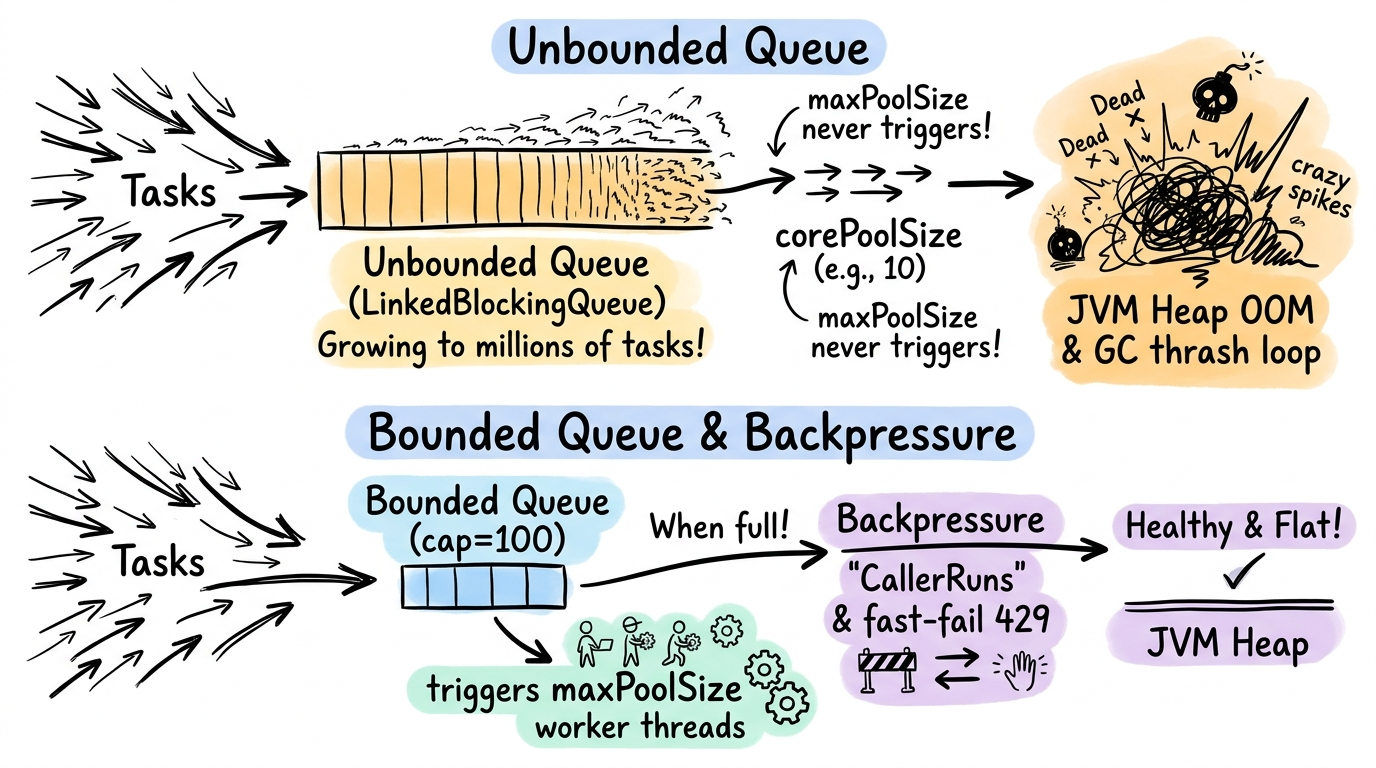 Unbounded Queue
Tasks
Unbounded Queue
(LinkedBlockingQueue)
Growing to millions of tasks!
maxPoolSize
never triggers!
corePoolSize
(e.g., 10)
maxPoolSize
never triggers!
Dead
Dead
crazy
spikes
JVM Heap OOM
& GC thrash loop
Bounded Queue & Backpressure
Tasks
Bounded Queue
(cap=100)
When full!
triggers maxPoolSize
worker threads
Backpressure
"CallerRuns"
& fast-fail 429
Healthy & Flat!
JVM Heap